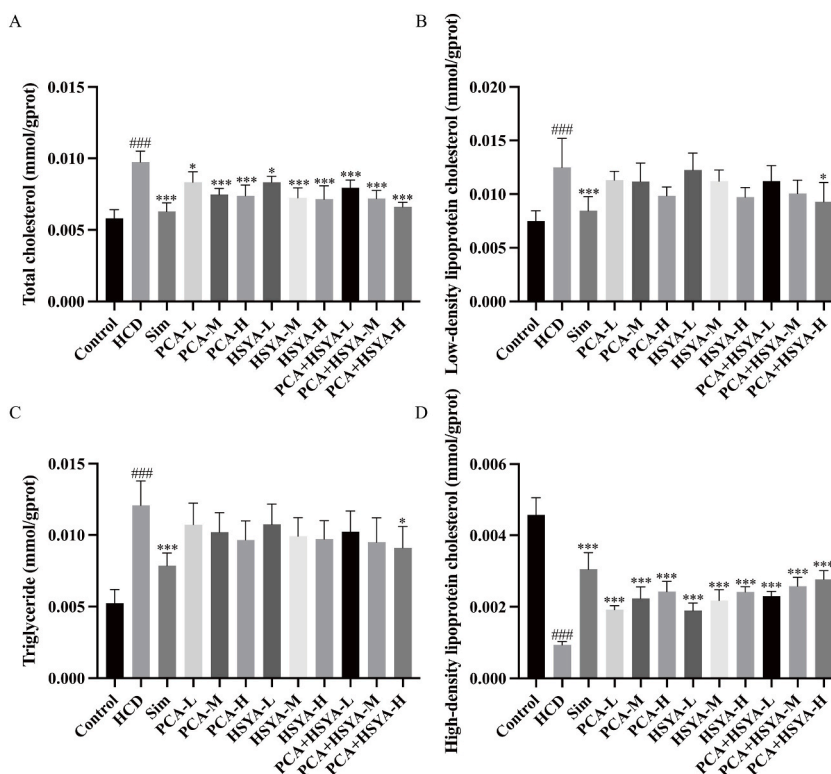 A
Total cholesterol (mmol/gprot)
0.015
0.010
0.005
0.000
###
***
*
***
***
*
***
***
***
***
***
Control
HCD
Sim
PCA-L
PCA-M
PCA-H
HSYA-L
HSYA-M
HSYA-H
PCA+HSYA-L
PCA+HSYA-M
PCA+HSYA-H
B
Low-density lipoprotein cholesterol (mmol/gprot)
0.020
0.015
0.010
0.005
0.000
###
***
*
Control
HCD
Sim
PCA-L
PCA-M
PCA-H
HSYA-L
HSYA-M
HSYA-H
PCA+HSYA-L
PCA+HSYA-M
PCA+HSYA-H
C
Triglyceride (mmol/gprot)
0.015
0.010
0.005
0.000
###
***
*
Control
HCD
Sim
PCA-L
PCA-M
PCA-H
HSYA-L
HSYA-M
HSYA-H
PCA+HSYA-L
PCA+HSYA-M
PCA+HSYA-H
D
High-density lipoprotein cholesterol (mmol/gprot)
0.006
0.004
0.002
0.000
###
***
***
***
***
***
***
***
***
***
***
Control
HCD
Sim
PCA-L
PCA-M
PCA-H
HSYA-L
HSYA-M
HSYA-H
PCA+HSYA-L
PCA+HSYA-M
PCA+HSYA-H